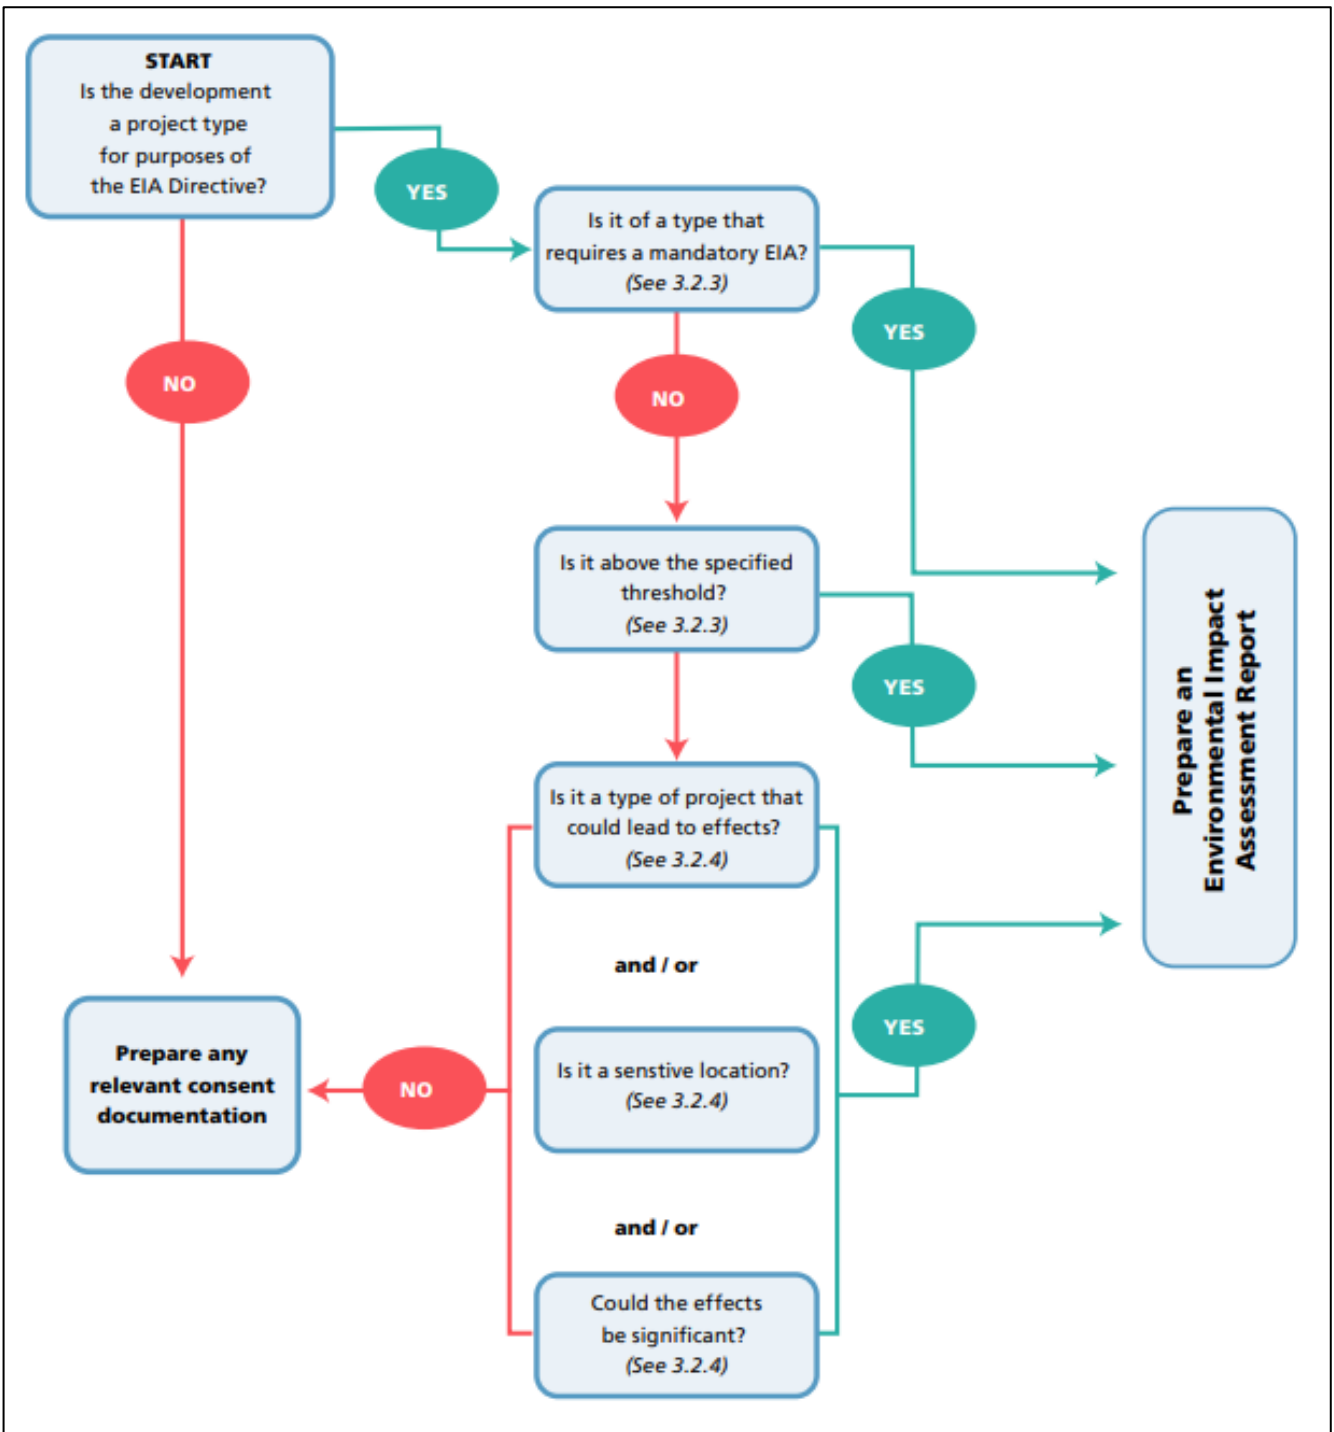 START
Is the development
a project type
for purposes of
the EIA Directive?
YES
Is it of a type that
requires a mandatory EIA?
(See 3.2.3)
YES
NO
NO
Is it above the specified
threshold?
(See 3.2.3)
YES
Prepare an
Environmental Impact
Assessment Report
Is it a type of project that
could lead to effects?
(See 3.2.4)
and / or
Is it a senstive location?
(See 3.2.4)
YES
NO
Prepare any
relevant consent
documentation
and / or
Could the effects
be significant?
(See 3.2.4)